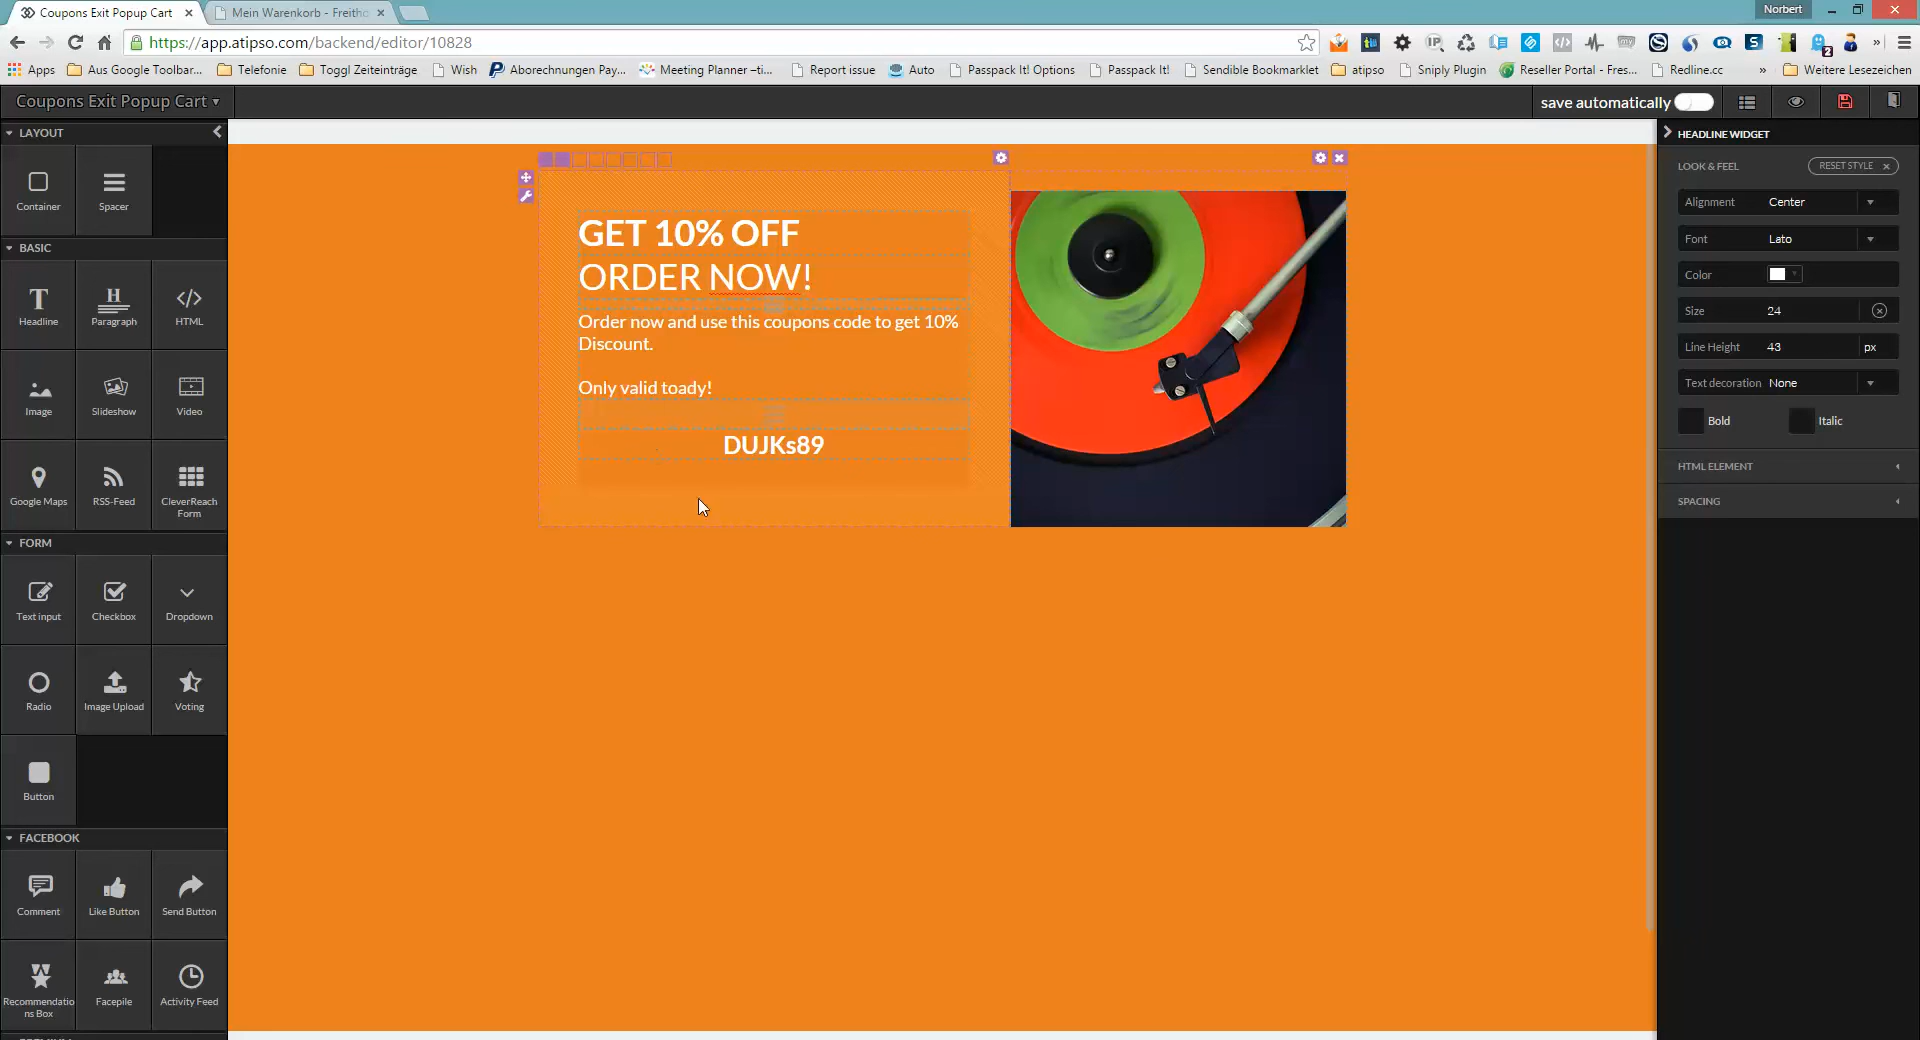 Coupons Exit Popup Cart
Mein Warenkorb - Freitho
Norbert
https://app.atipso.com/backend/editor/10828
Apps
Aus Google Toolbar...
Telefonie
Toggl Zeiteinträge
Wish
Aborechnungen Pay...
Meeting Planner –ti...
Report issue
Auto
Passpack It! Options
Passpack It!
Sendible Bookmarklet
atipso
Sniply Plugin
Reseller Portal - Fres...
Redline.cc
»
Weitere Lesezeichen
Coupons Exit Popup Cart
save automatically
LAYOUT
Container
Spacer
BASIC
Headline
Paragraph
HTML
Image
Slideshow
Video
Google Maps
RSS-Feed
CleverReach
Form
FORM
Text input
Checkbox
Dropdown
Radio
Image Upload
Voting
Button
FACEBOOK
Comment
Like Button
Send Button
Recommendatio
ns Box
Facepile
Activity Feed
GET 10% OFF
ORDER NOW!
Order now and use this coupons code to get 10%
Discount.
Only valid toady!
DUJKs89
HEADLINE WIDGET
LOOK & FEEL
RESET STYLE
Alignment Center
Font Lato
Color
Size 24
Line Height 43 px
Text decoration None
Bold
Italic
HTML ELEMENT
SPACING